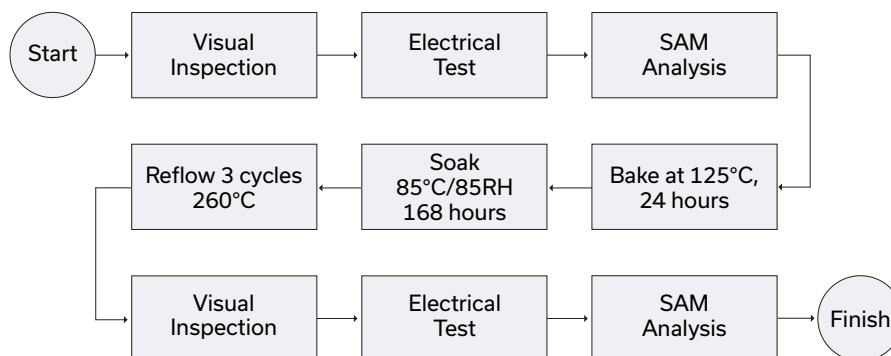 Start
Visual
Inspection
Electrical
Test
SAM
Analysis
Bake at 125°C,
24 hours
Soak
85°C/85RH
168 hours
Reflow 3 cycles
260°C
Visual
Inspection
Electrical
Test
SAM
Analysis
Finish